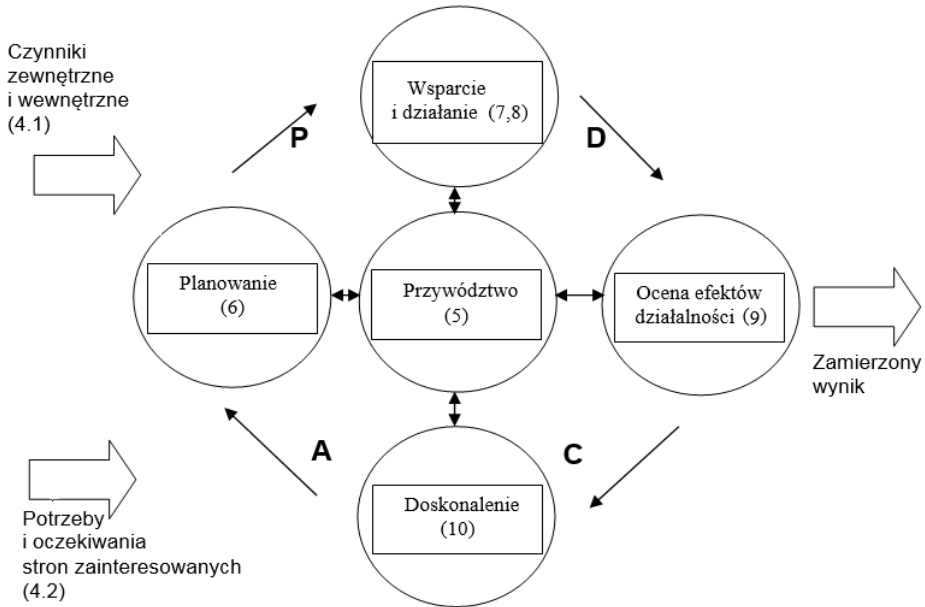 Czynniki
zewnętrzne
i wewnętrzne
(4.1)
Wsparcie
i działanie (7,8)
P
D
Planowanie
(6)
Przywództwo
(5)
Ocena efektów
działalności (9)
Zamierzony
wynik
A
C
Doskonalenie
(10)
Potrzeby
i oczekiwania
stron zainteresowanych
(4.2)